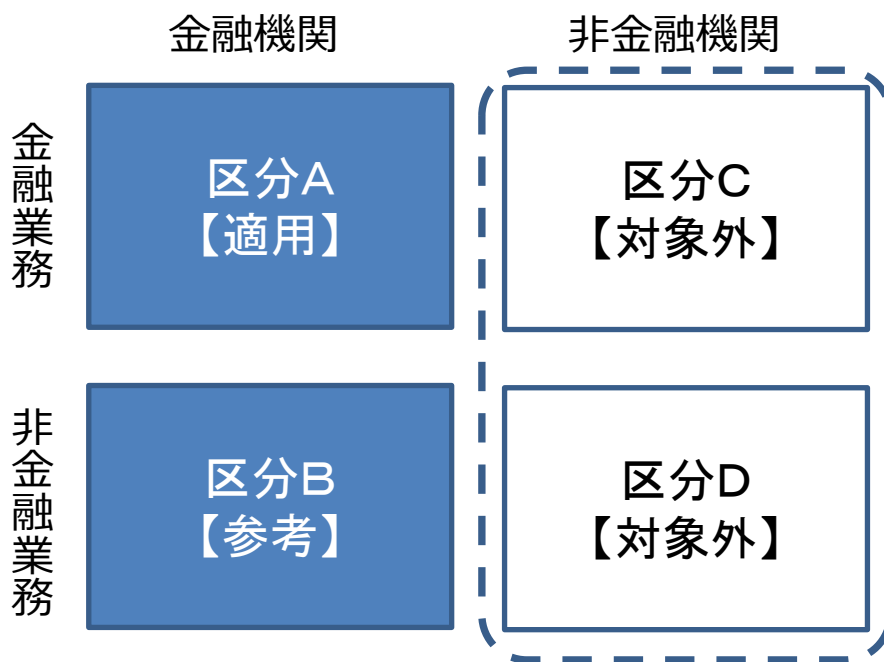 金融機関
非金融機関
金融業務
区分A
【適用】
区分C
【対象外】
非金融業務
区分B
【参考】
区分D
【対象外】